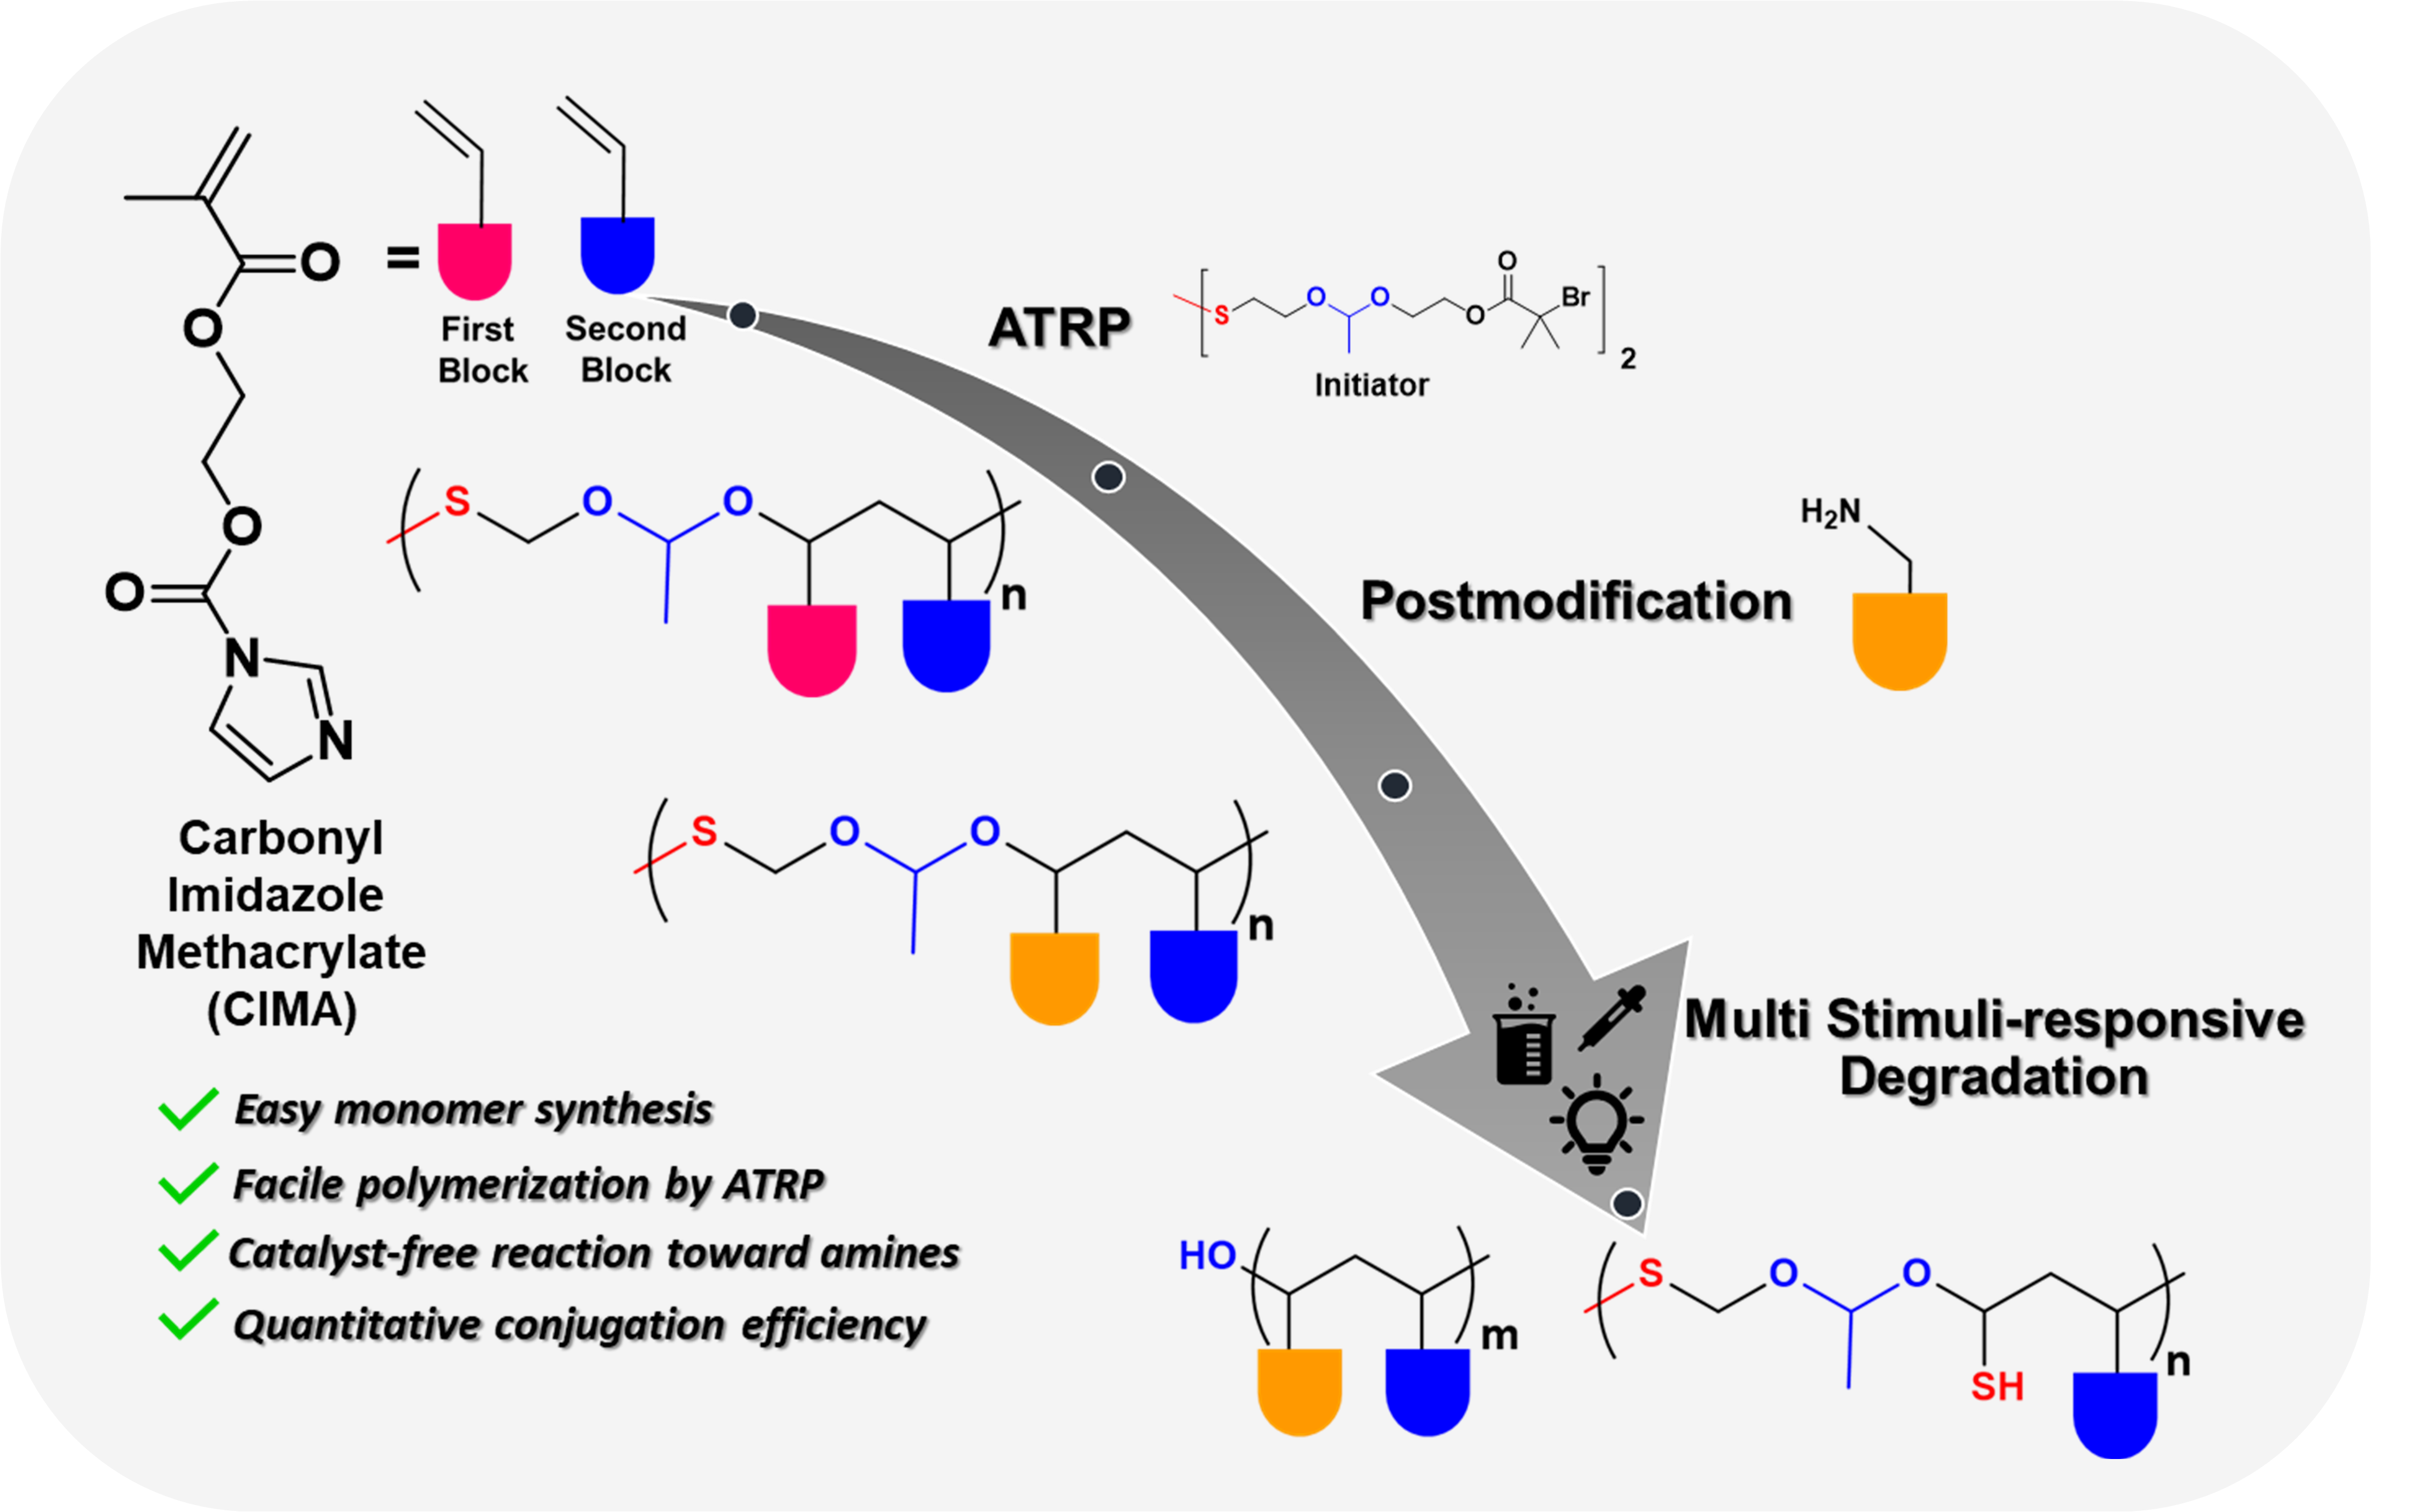 O
O
O
O
N
N
Carbonyl
Imidazole
Methacrylate
(CIMA)
=
First
Block
Second
Block
ATRP
S
O
O
O
O
Br
2
Initiator
S
O
O
n
H₂N
Postmodification
S
O
O
n
Multi Stimuli-responsive
Degradation
Easy monomer synthesis
Facile polymerization by ATRP
Catalyst-free reaction toward amines
Quantitative conjugation efficiency
HO
m
S
O
O
SH
n